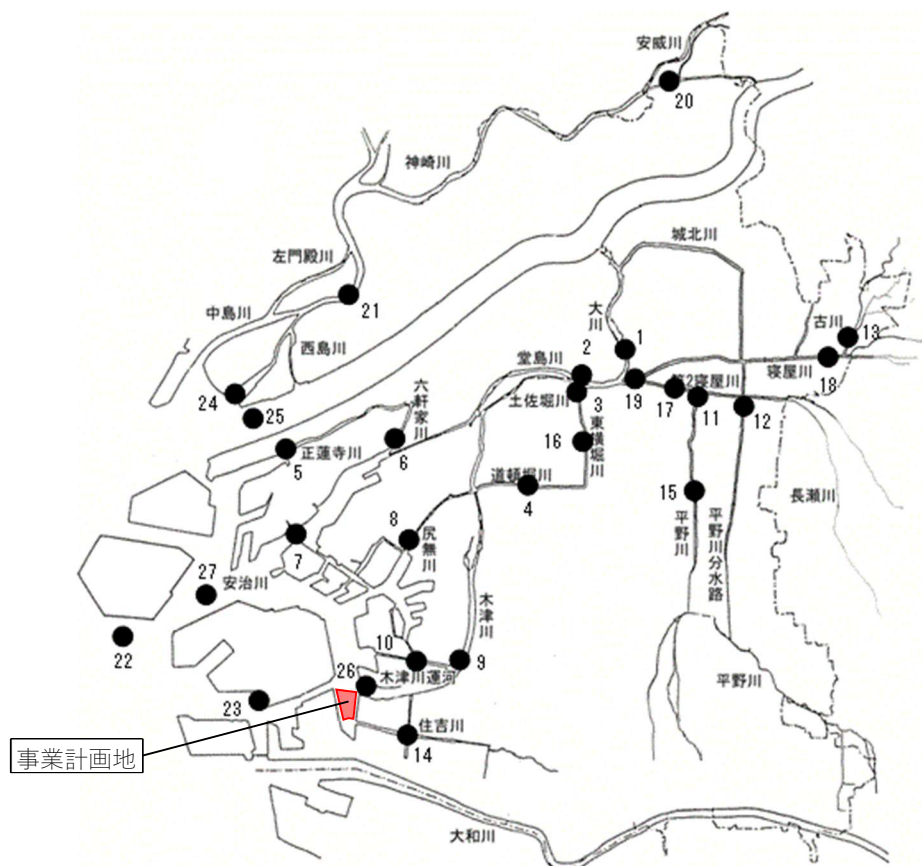 安威川
20
神崎川
城北川
左門殿川
大川
中島川
21
古川
13
西島川
1
堂島川
2
寝屋川
18
六軒家川
第2寝屋川
19
17
11
12
土佐堀川
3
24
25
東横堀川
16
正蓮寺川
5
6
道頓堀川
4
長瀬川
15
平野川
平野川分水路
8
尻無川
7
安治川
27
木津川
22
10
9
26
木津川運河
平野川
23
住吉川
14
事業計画地
大和川